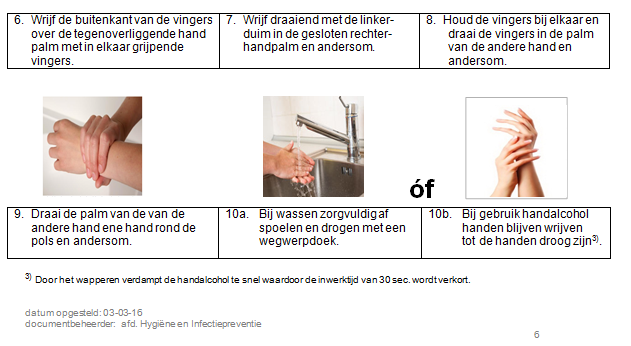 6. Wrijf de buitenkant van de vingers
over de tegenoverliggende hand
palm met in elkaar grijpende
vingers.
7. Wrijf draaiend met de linker-
duim in de gesloten rechter-
handpalm en andersom.
8. Houd de vingers bij elkaar en
draai de vingers in de palm
van de andere hand en
andersom.
óf
9. Draai de palm van de van de
andere hand ene hand rond de
pols en andersom.
10a. Bij wassen zorgvuldig af
spoelen en drogen met een
wegwerpdoek.
10b. Bij gebruik handalcohol
handen blijven wrijven
tot de handen droog zijn3).
3) Door het wapperen verdampt de handalcohol te snel waardoor de inwerktijd van 30 sec. wordt verkort.
datum opgesteld: 03-03-16
documentbeheerder: afd. Hygiëne en Infectiepreventie
6